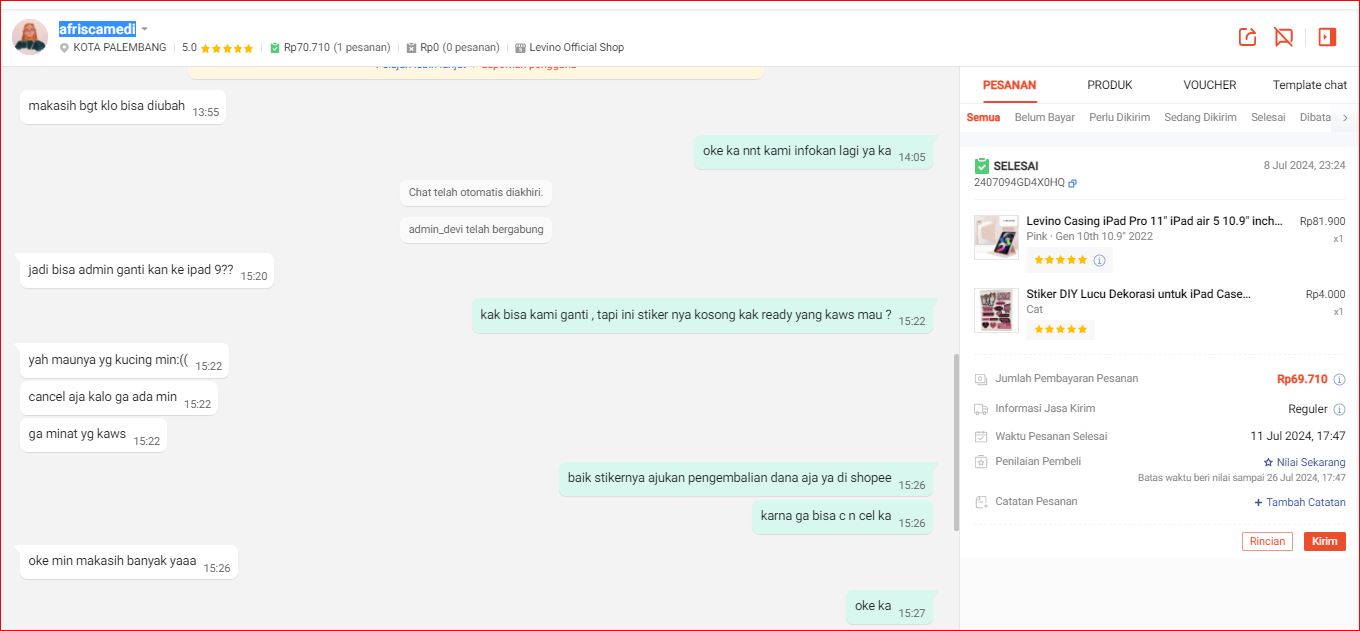 afriscamedi
KOTA PALEMBANG 5.0 Rp70.710 (1 pesanan) Rp0 (0 pesanan) Levino Official Shop
makasih bgt klo bisa diubah 13:55
oke ka nnt kami infokan lagi ya ka 14:05
Chat telah otomatis diakhiri.
admin_devi telah bergabung
jadi bisa admin ganti kan ke ipad 9?? 15:20
kak bisa kami ganti , tapi ini stiker nya kosong kak ready yang kaws mau ? 15:22
yah maunya yg kucing min:(( 15:22
cancel aja kalo ga ada min 15:22
ga minat yg kaws 15:22
baik stikernya ajukan pengembalian dana aja ya di shopee 15:26
karna ga bisa c n cel ka 15:26
oke min makasih banyak yaaa 15:26
oke ka 15:27
PESANAN PRODUK VOUCHER Template chat
Semua Belum Bayar Perlu Dikirim Sedang Dikirim Selesai Dibata
SELESAI 8 Jul 2024, 23:24
2407094GD4X0HQ
Levino Casing iPad Pro 11" iPad air 5 10.9" inch... Rp81.900
Pink · Gen 10th 10.9" 2022 x1
Stiker DIY Lucu Dekorasi untuk iPad Case... Rp4.000
Cat x1
Jumlah Pembayaran Pesanan Rp69.710
Informasi Jasa Kirim Reguler
Waktu Pesanan Selesai 11 Jul 2024, 17:47
Penilaian Pembeli Nilai Sekarang
Batas waktu beri nilai sampai 26 Jul 2024, 17:47
Catatan Pesanan + Tambah Catatan
Rincian Kirim